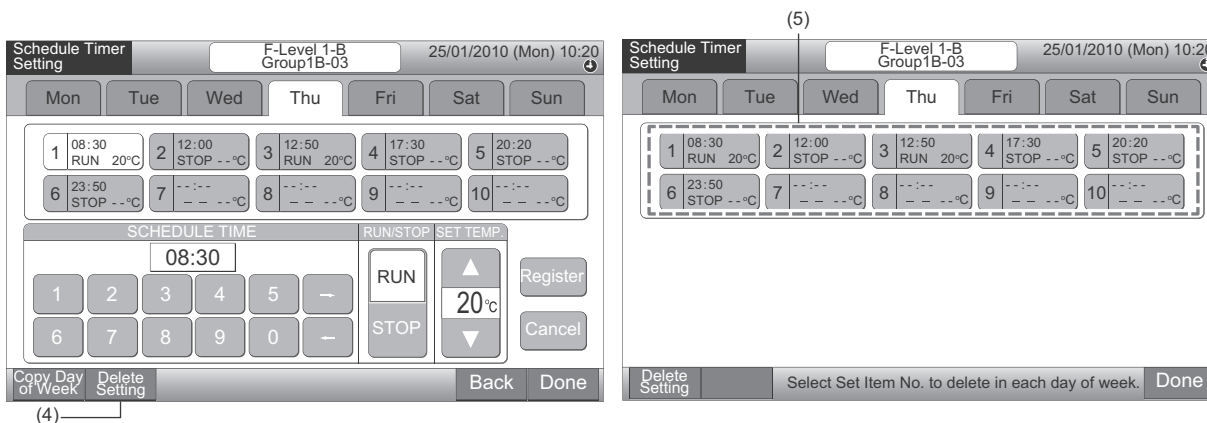 (5)
Schedule Timer
Setting
F-Level 1-B
Group1B-03
25/01/2010 (Mon) 10:20
Mon Tue Wed Thu Fri Sat Sun
1 08:30 RUN 20°C
2 12:00 STOP --°C
3 12:50 RUN 20°C
4 17:30 STOP --°C
5 20:20 STOP --°C
6 23:50 STOP --°C
7 --:-- – – --°C
8 --:-- – – --°C
9 --:-- – – --°C
10 --:-- – – --°C
SCHEDULE TIME RUN/STOP SET TEMP.
08:30
1 2 3 4 5 →
6 7 8 9 0 ←
RUN
STOP
20°C
Register
Cancel
Copy Day
of Week
Delete
Setting
Back Done
(4)
Schedule Timer
Setting
F-Level 1-B
Group1B-03
25/01/2010 (Mon) 10:20
Mon Tue Wed Thu Fri Sat Sun
1 08:30 RUN 20°C
2 12:00 STOP --°C
3 12:50 RUN 20°C
4 17:30 STOP --°C
5 20:20 STOP --°C
6 23:50 STOP --°C
7 --:-- – – --°C
8 --:-- – – --°C
9 --:-- – – --°C
10 --:-- – – --°C
Delete
Setting
Select Set Item No. to delete in each day of week.
Done